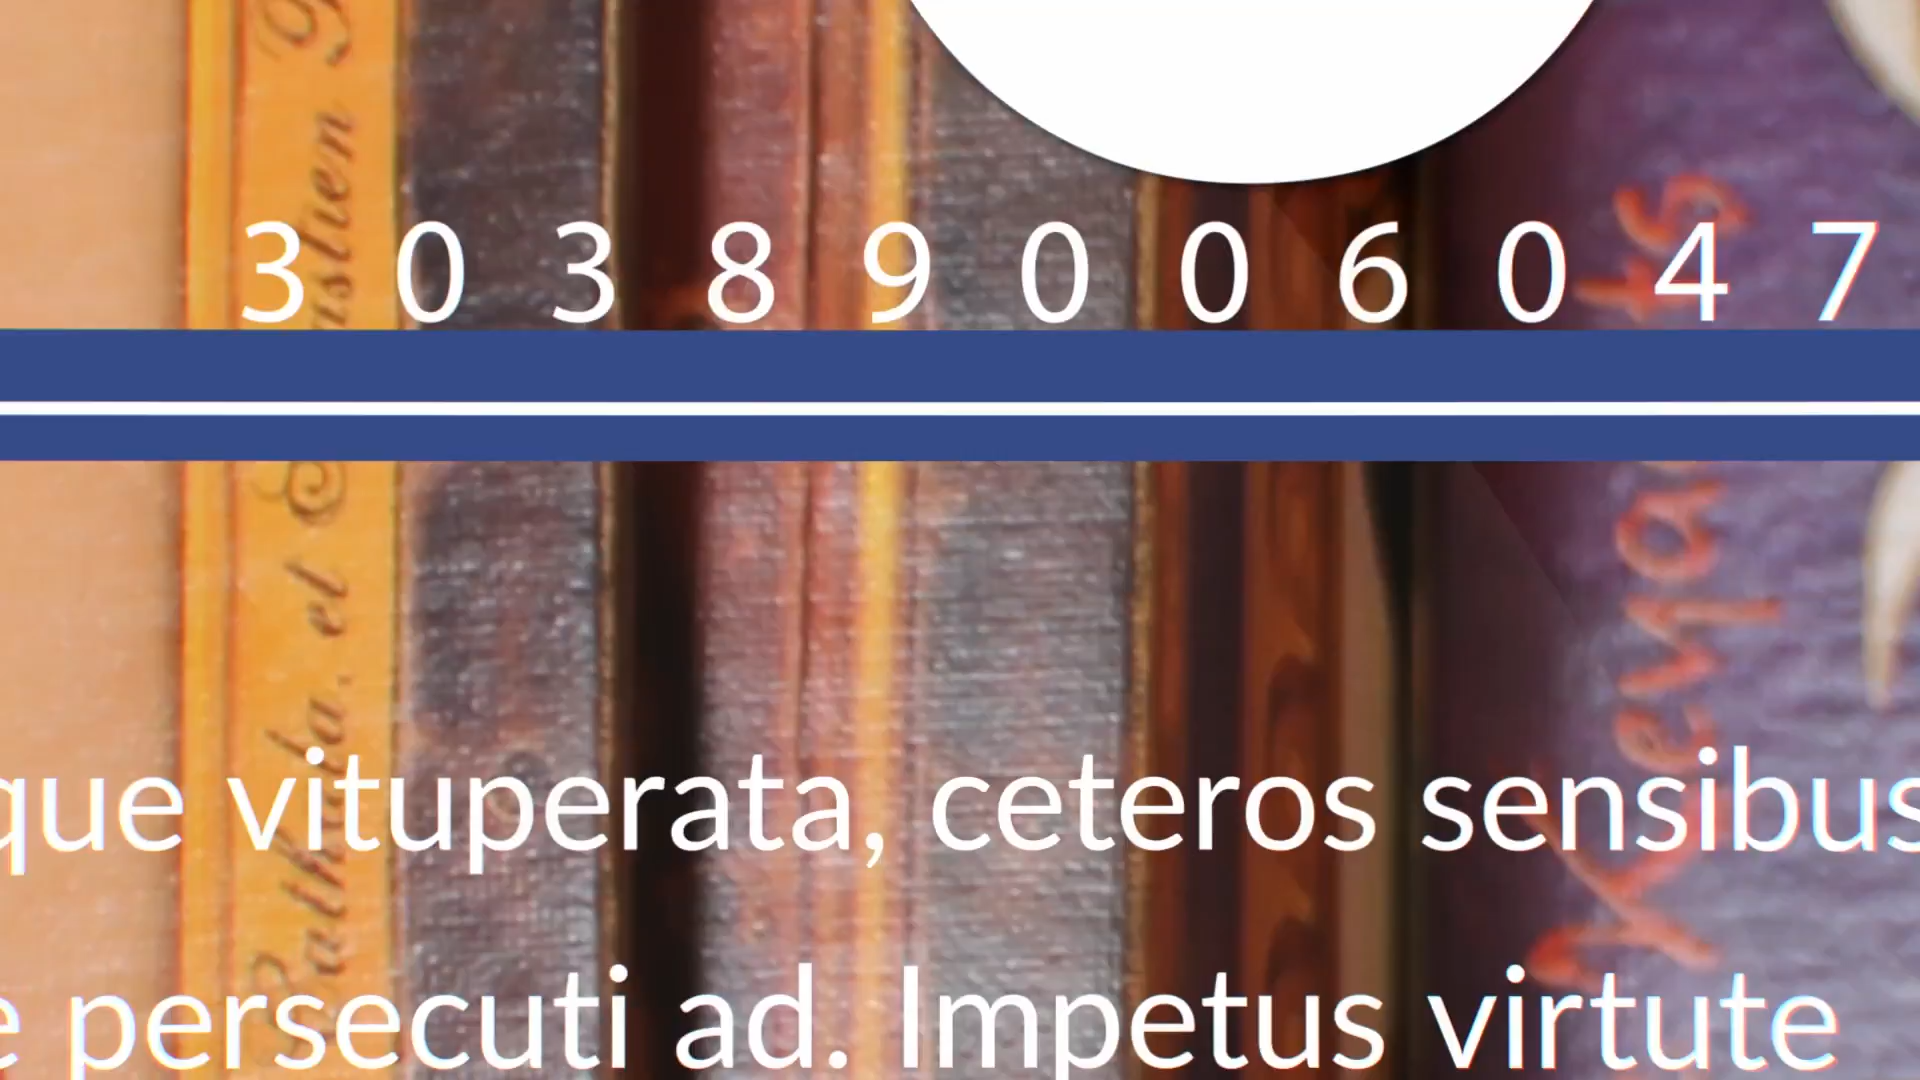 3 0 3 8 9 0 0 6 0 4 7
que vituperata, ceteros sensibus
e persecuti ad. Impetus virtute
et